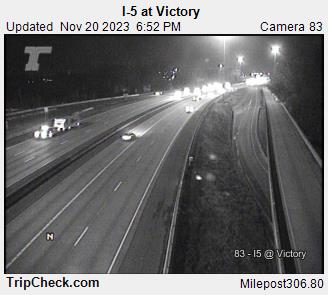 I-5 at Victory
Updated Nov 20 2023 6:52 PM Camera 83
N
83 - I5 @ Victory
TripCheck.com Milepost306.80